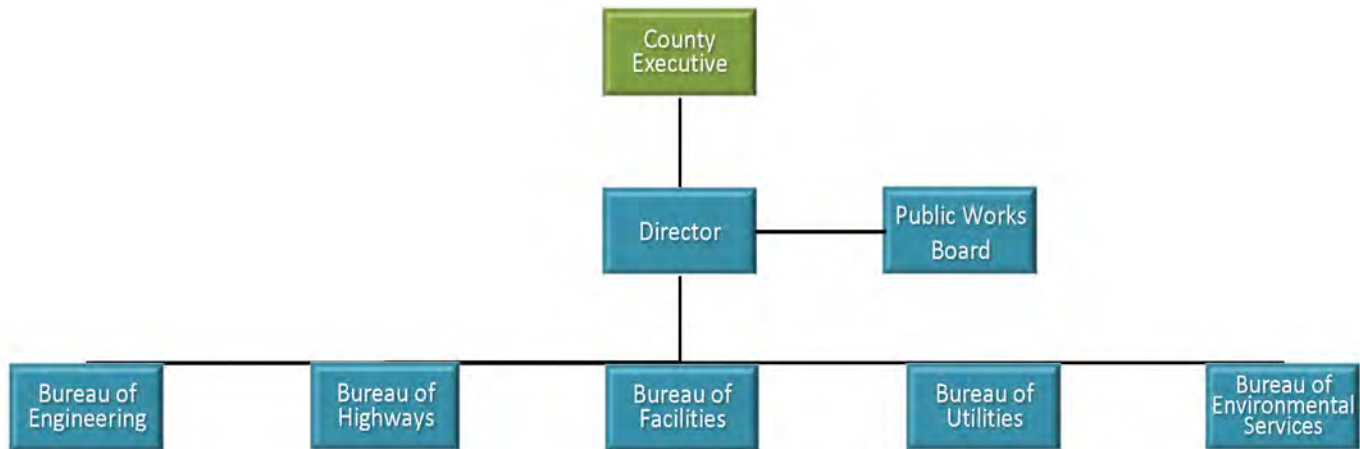 County
Executive
Director
Public Works
Board
Bureau of
Engineering
Bureau of
Highways
Bureau of
Facilities
Bureau of
Utilities
Bureau of
Environmental
Services